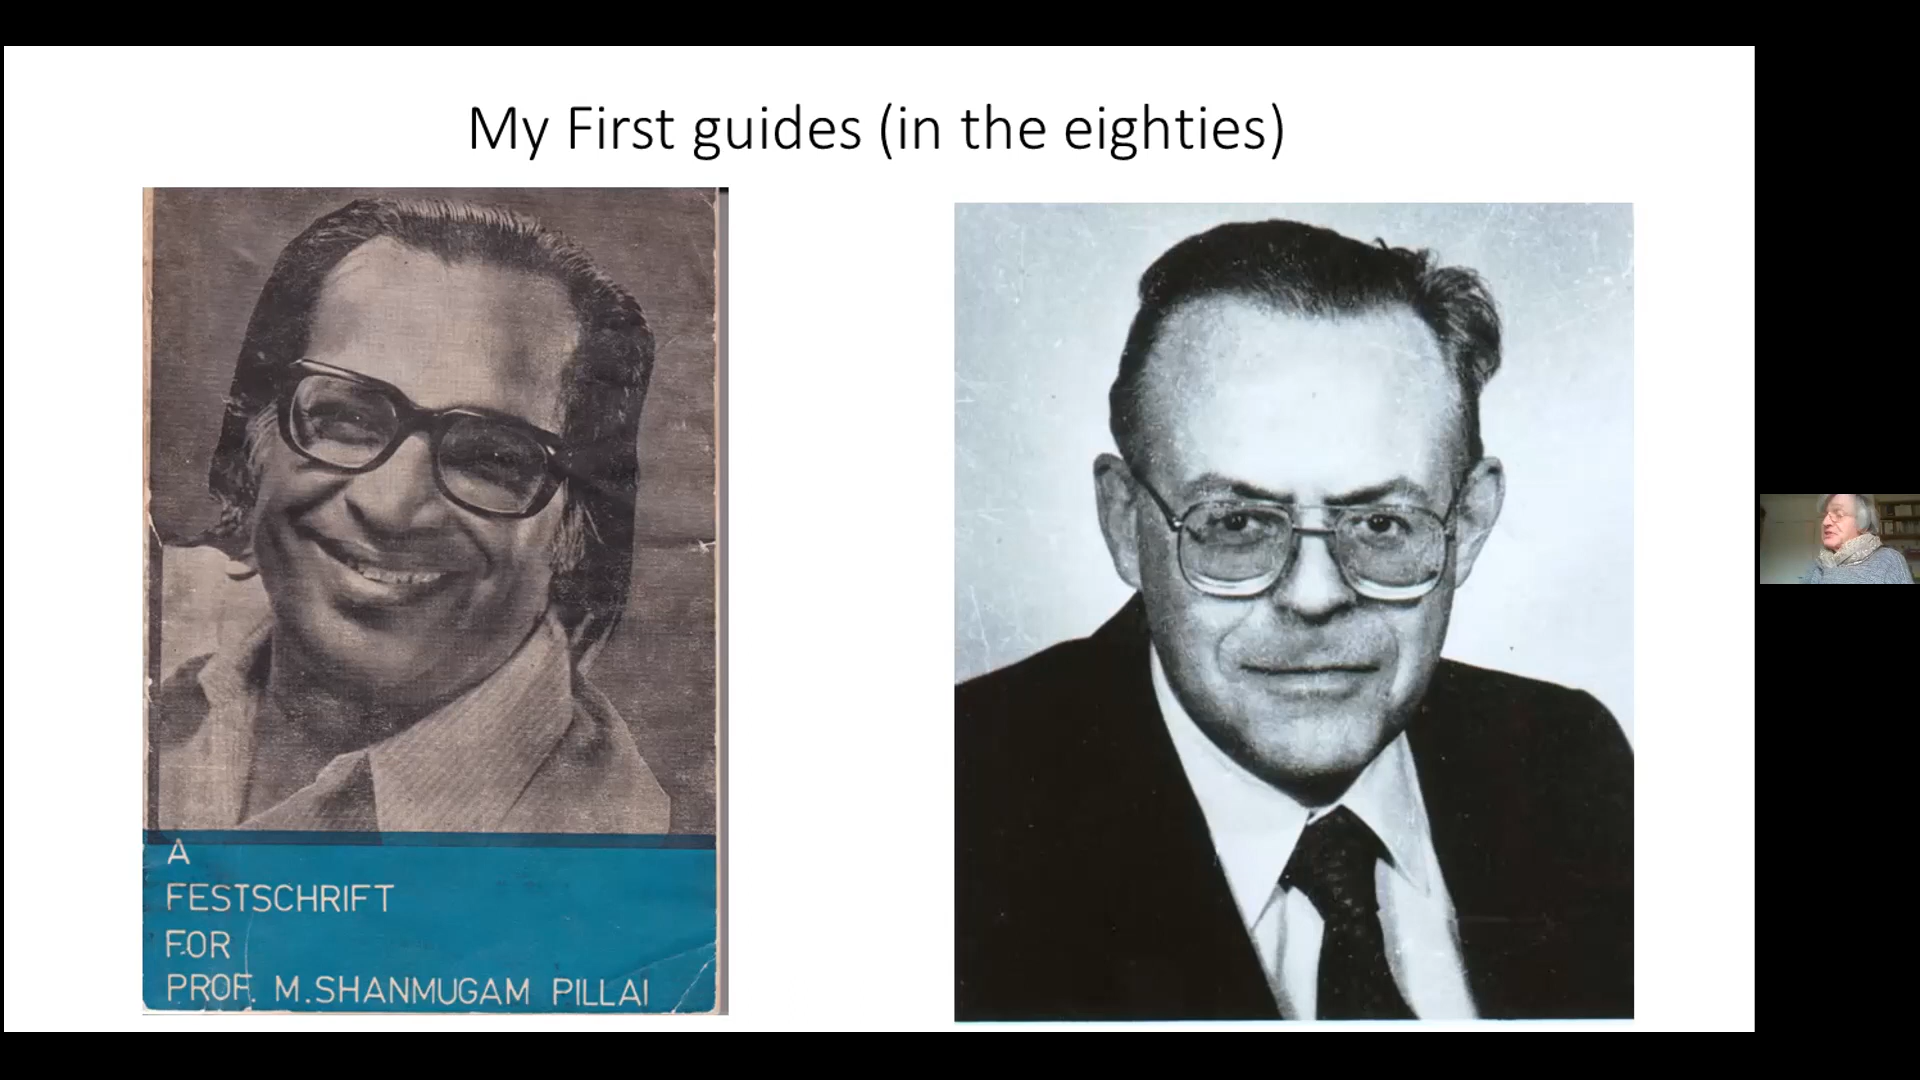 My First guides (in the eighties)
A
FESTSCHRIFT
FOR
PROF. M.SHANMUGAM PILLAI